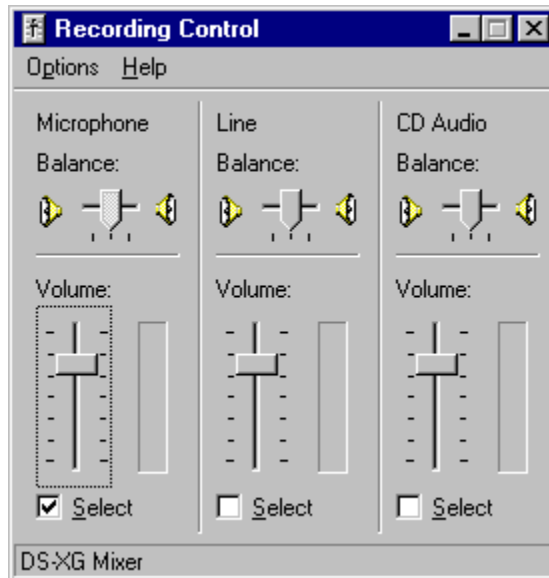 Recording Control
Options Help
Microphone Line CD Audio
Balance: Balance: Balance:
Volume: Volume: Volume:
Select Select Select
DS-XG Mixer